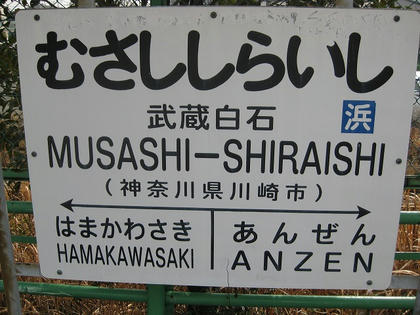 むさししらいし
武蔵白石 浜
MUSASHI-SHIRAISHI
(神奈川県川崎市)
はまかわさき あんぜん
HAMAKAWASAKI ANZEN